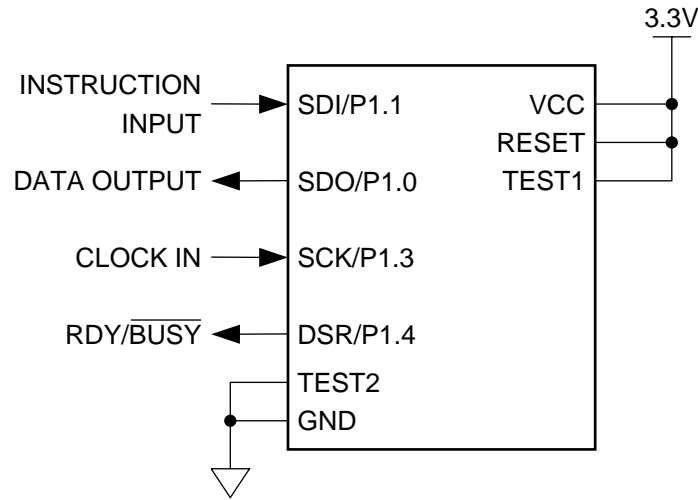 3.3V
INSTRUCTION
INPUT
SDI/P1.1
VCC
RESET
DATA OUTPUT
SDO/P1.0
TEST1
CLOCK IN
SCK/P1.3
RDY/BUSY
DSR/P1.4
TEST2
GND